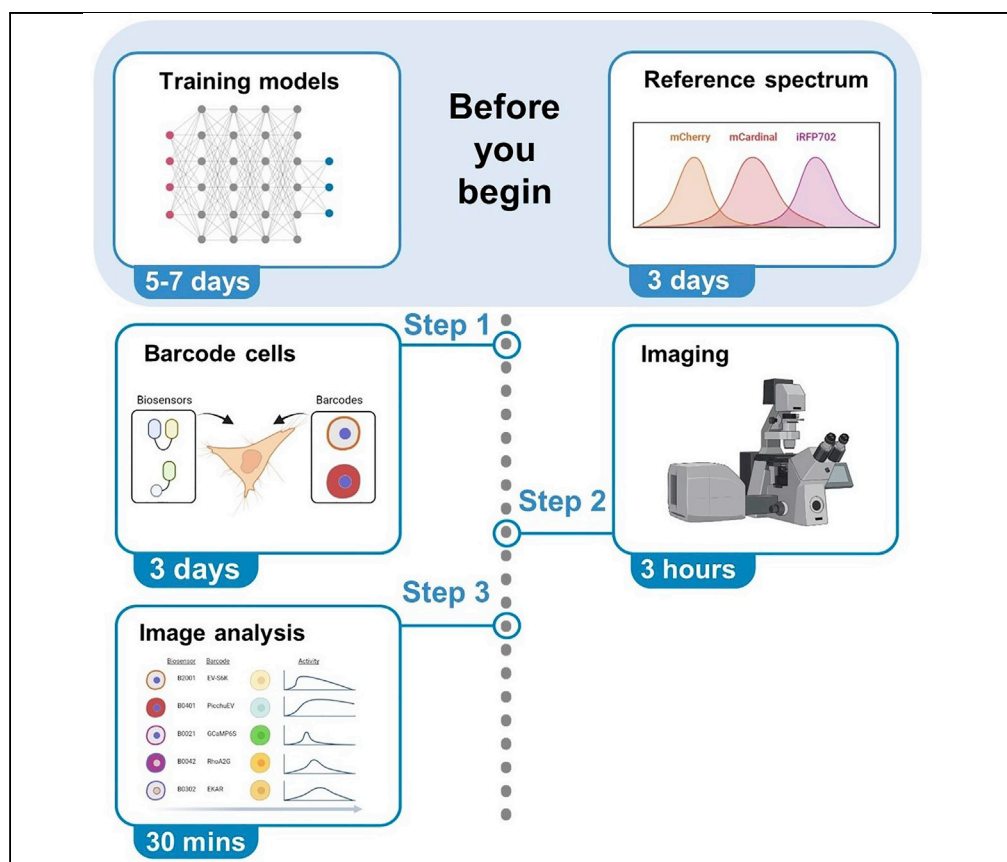 Training models
5-7 days
Before
you
begin
Reference spectrum
mCherry mCardinal iRFP702
3 days
Step 1
Barcode cells
Biosensors Barcodes
3 days
Imaging
Step 2
3 hours
Step 3
Image analysis
Biosensor Barcode Activity
B2001 EV-S6K
B0401 PicchuEV
B0021 GCaMP6S
B0042 RhoA2G
B0302 EKAR
30 mins